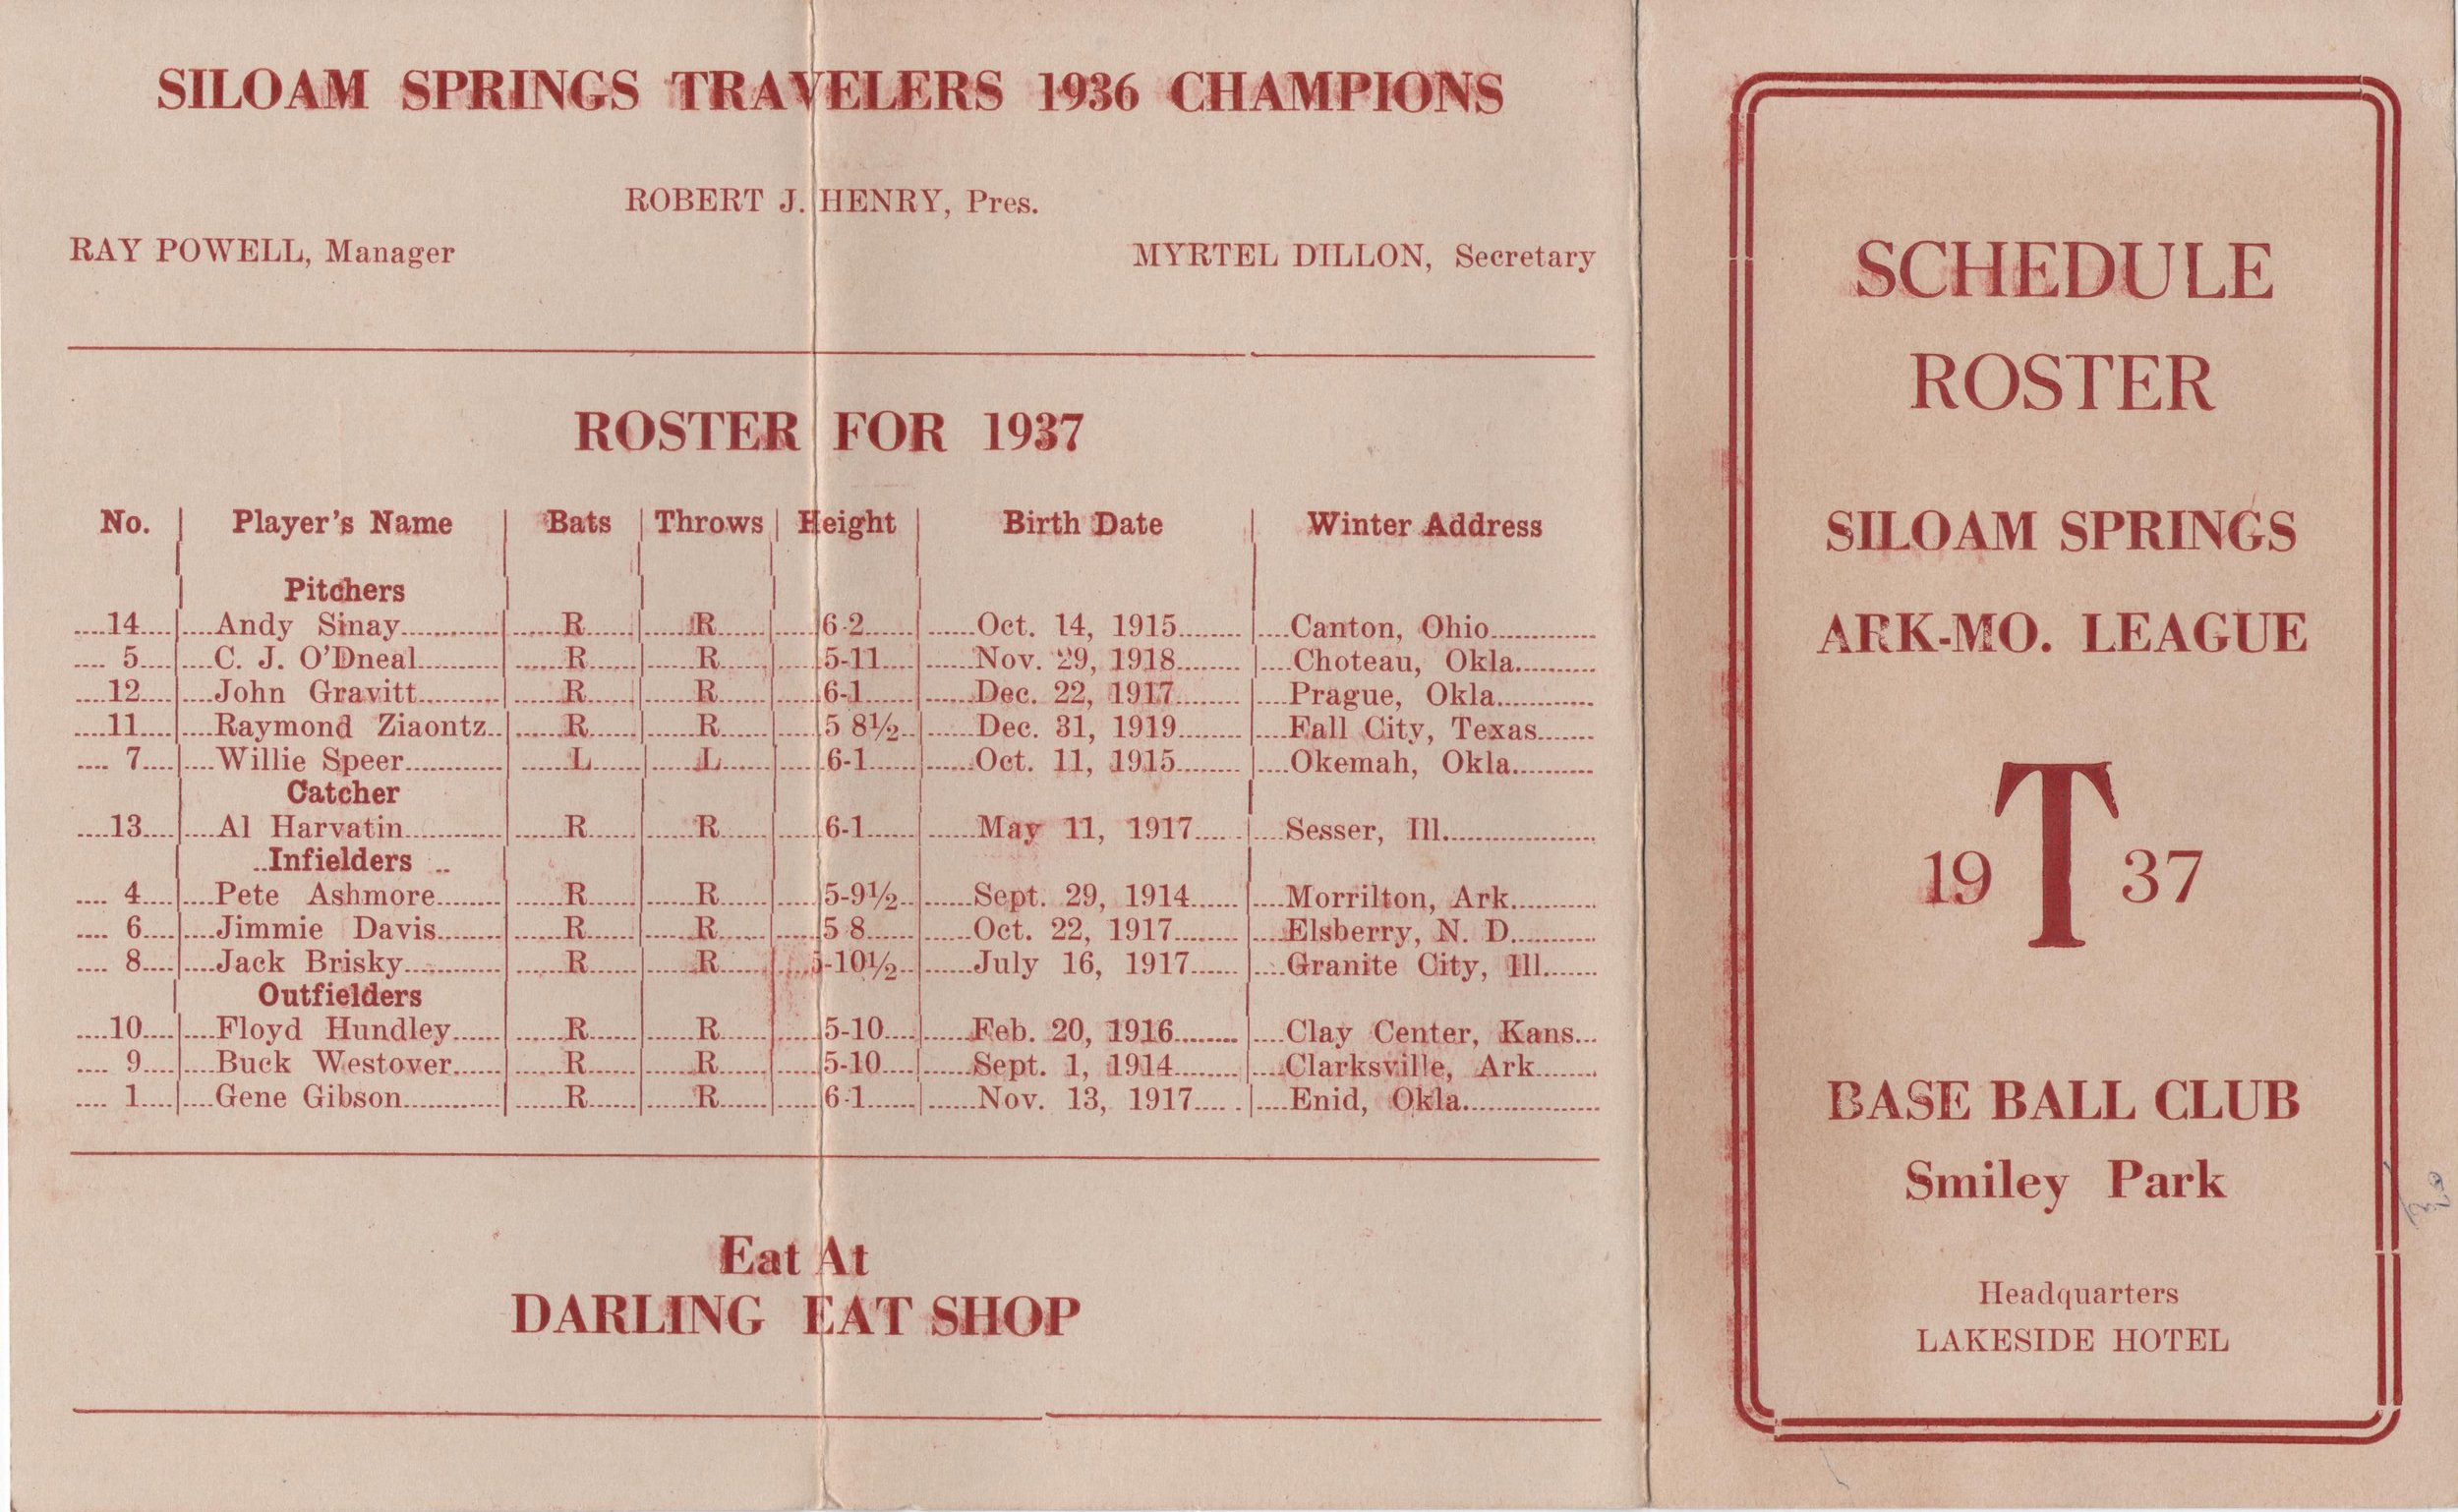 SILOAM SPRINGS TRAVELERS 1936 CHAMPIONS
ROBERT J. HENRY, Pres.
RAY POWELL, Manager MYRTEL DILLON, Secretary
ROSTER FOR 1937
No. Player's Name Bats Throws Height Birth Date Winter Address
Pitchers
14 Andy Sinay R R 6-2 Oct. 14, 1915 Canton, Ohio
5 C. J. O'Dneal R R 5-11 Nov. 29, 1918 Choteau, Okla.
12 John Gravitt R R 6-1 Dec. 22, 1917 Prague, Okla.
11 Raymond Ziaontz R R 5 8½ Dec. 31, 1919 Fall City, Texas
7 Willie Speer L L 6-1 Oct. 11, 1915 Okemah, Okla.
Catcher
13 Al Harvatin R R 6-1 May 11, 1917 Sesser, Ill.
Infielders
4 Pete Ashmore R R 5-9½ Sept. 29, 1914 Morrilton, Ark.
6 Jimmie Davis R R 5 8 Oct. 22, 1917 Elsberry, N. D.
8 Jack Brisky R R 5-10½ July 16, 1917 Granite City, Ill.
Outfielders
10 Floyd Hundley R R 5-10 Feb. 20, 1916 Clay Center, Kans.
9 Buck Westover R R 5-10 Sept. 1, 1914 Clarksville, Ark.
1 Gene Gibson R R 6-1 Nov. 13, 1917 Enid, Okla.
Eat At
DARLING EAT SHOP
SCHEDULE
ROSTER
SILOAM SPRINGS
ARK-MO. LEAGUE
19 T 37
BASE BALL CLUB
Smiley Park
Headquarters
LAKESIDE HOTEL